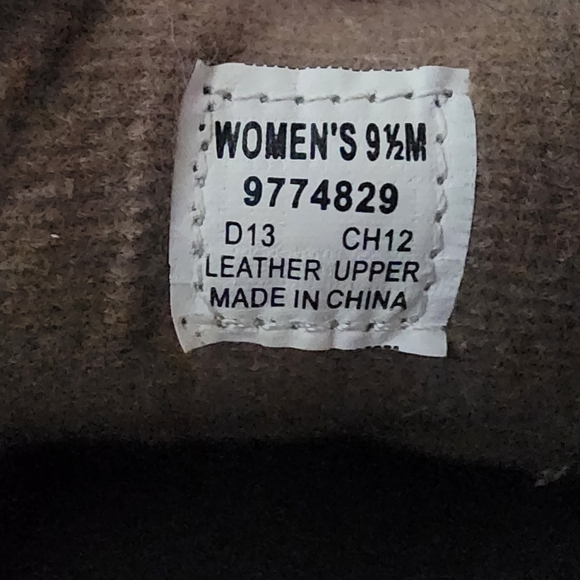 WOMEN'S 9½M
9774829
D13 CH12
LEATHER UPPER
MADE IN CHINA